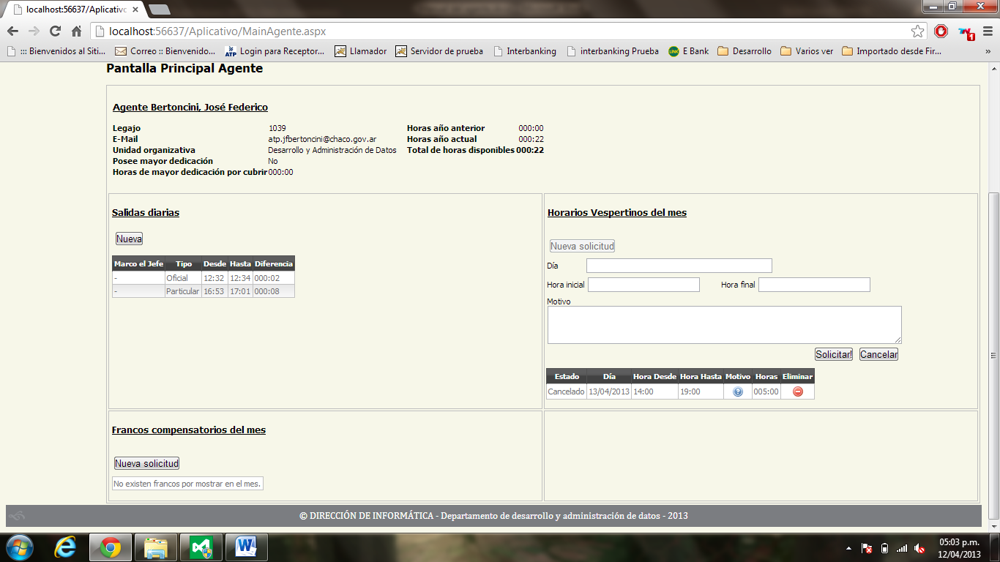 localhost:56637/Aplicativo
localhost:56637/Aplicativo/MainAgente.aspx
1
::: Bienvenidos al Siti... Correo :: Bienvenido... ATP Login para Receptor... Llamador Servidor de prueba Interbanking interbanking Prueba LINK E Bank Desarrollo Varios ver Importado desde Fir... »
Pantalla Principal Agente
Agente Bertoncini, José Federico
Legajo 1039 Horas año anterior 000:00
E-Mail atp.jfbertoncini@chaco.gov.ar Horas año actual 000:22
Unidad organizativa Desarrollo y Administración de Datos Total de horas disponibles 000:22
Posee mayor dedicación No
Horas de mayor dedicación por cubrir 000:00
Salidas diarias
Nueva
Marco el Jefe Tipo Desde Hasta Diferencia
- Oficial 12:32 12:34 000:02
- Particular 16:53 17:01 000:08
Horarios Vespertinos del mes
Nueva solicitud
Día
Hora inicial Hora final
Motivo
Solicitar! Cancelar
Estado Día Hora Desde Hora Hasta Motivo Horas Eliminar
Cancelado 13/04/2013 14:00 19:00 ? 005:00
Francos compensatorios del mes
Nueva solicitud
No existen francos por mostrar en el mes.
© DIRECCIÓN DE INFORMÁTICA - Departamento de desarrollo y administración de datos - 2013
05:03 p.m.
12/04/2013